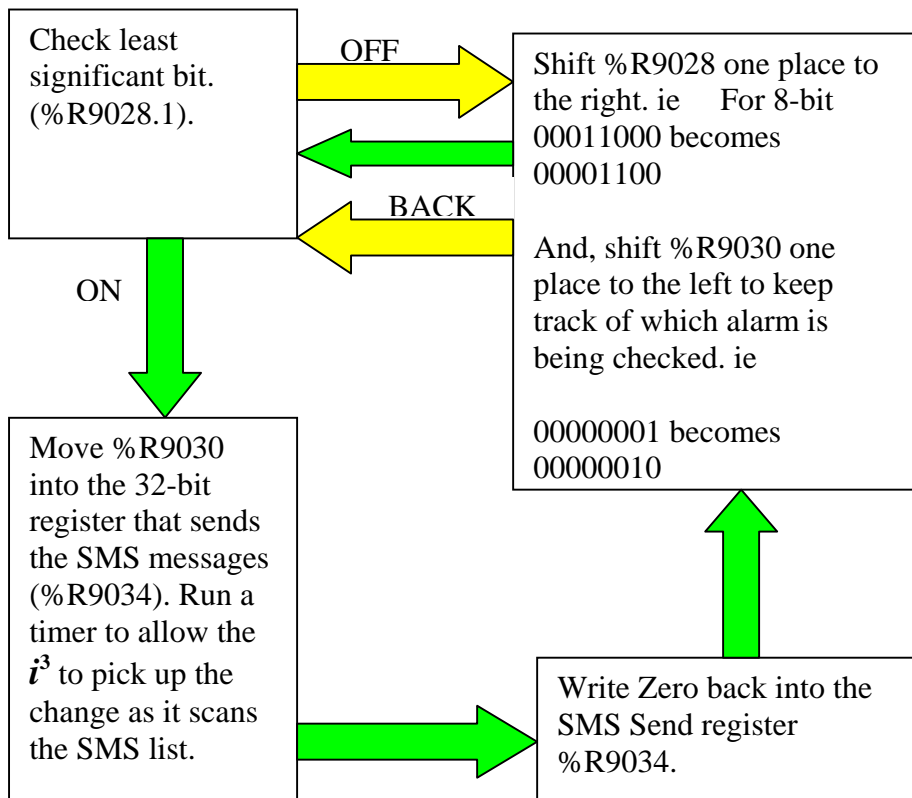 Check least
significant bit.
(%R9028.1).
OFF
BACK
Shift %R9028 one place to
the right. ie For 8-bit
00011000 becomes
00001100
And, shift %R9030 one
place to the left to keep
track of which alarm is
being checked. ie
00000001 becomes
00000010
ON
Move %R9030
into the 32-bit
register that sends
the SMS messages
(%R9034). Run a
timer to allow the
i³ to pick up the
change as it scans
the SMS list.
Write Zero back into the
SMS Send register
%R9034.